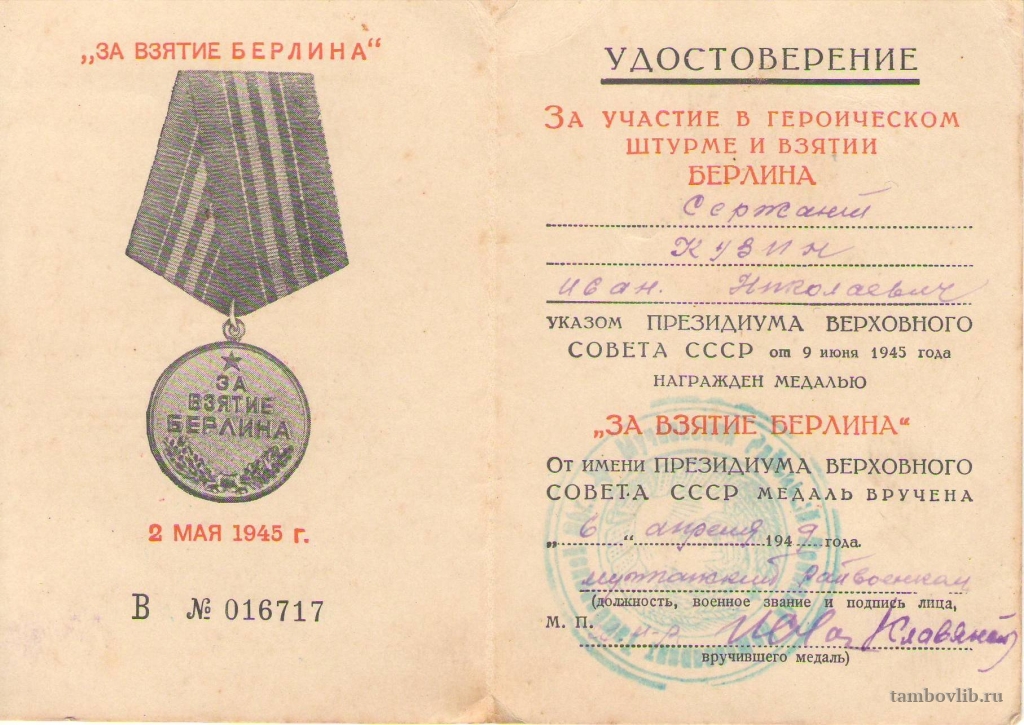 „ЗА ВЗЯТИЕ БЕРЛИНА“
ЗА
ВЗЯТИЕ
БЕРЛИНА
2 МАЯ 1945 г.
В № 016717
УДОСТОВЕРЕНИЕ
ЗА УЧАСТИЕ В ГЕРОИЧЕСКОМ
ШТУРМЕ И ВЗЯТИИ
БЕРЛИНА
Сержант
Кузин
Иван. Николаевич
УКАЗОМ ПРЕЗИДИУМА ВЕРХОВНОГО
СОВЕТА СССР от 9 июня 1945 года
НАГРАЖДЕН МЕДАЛЬЮ
„ЗА ВЗЯТИЕ БЕРЛИНА“
ОТ ИМЕНИ ПРЕЗИДИУМА ВЕРХОВНОГО
СОВЕТА СССР МЕДАЛЬ ВРУЧЕНА
„6“ апреля 1949 года.
райвоенком
(должность, военное звание и подпись лица,
М. П.
вручившего медаль)
tambovlib.ru